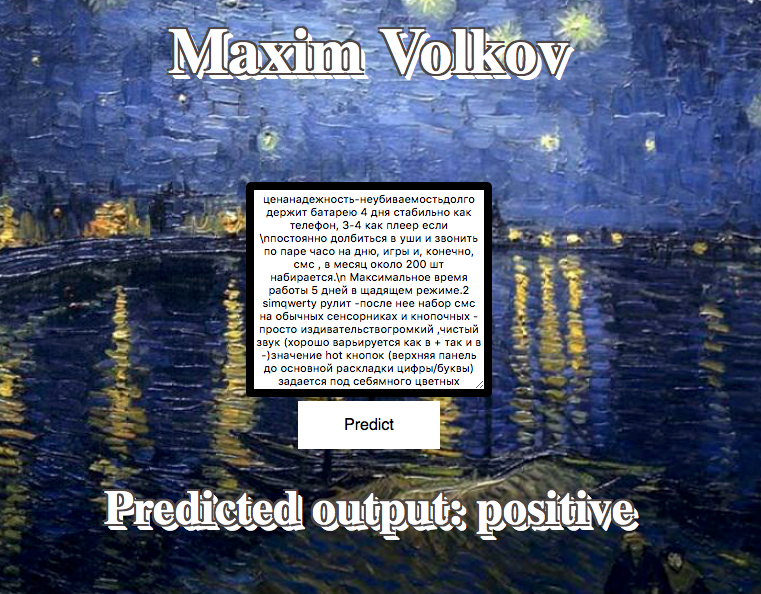 Maxim Volkov
ценанадежность-неубиваемостьдолго
держит батарею 4 дня стабильно как
телефон, 3-4 как плеер если
\nпостоянно долбиться в уши и звонить
по паре часо на дню, игры и, конечно,
смс , в месяц около 200 шт
набирается.\n Максимальное время
работы 5 дней в щадящем режиме.2
simqwerty рулит -после нее набор смс
на обычных сенсорниках и кнопочных -
просто издивательствогромкий ,чистый
звук (хорошо варьируется как в + так и в
-)значение hot кнопок (верхняя панель
до основной раскладки цифры/буквы)
задается под себямного цветных
Predict
Predicted output: positive